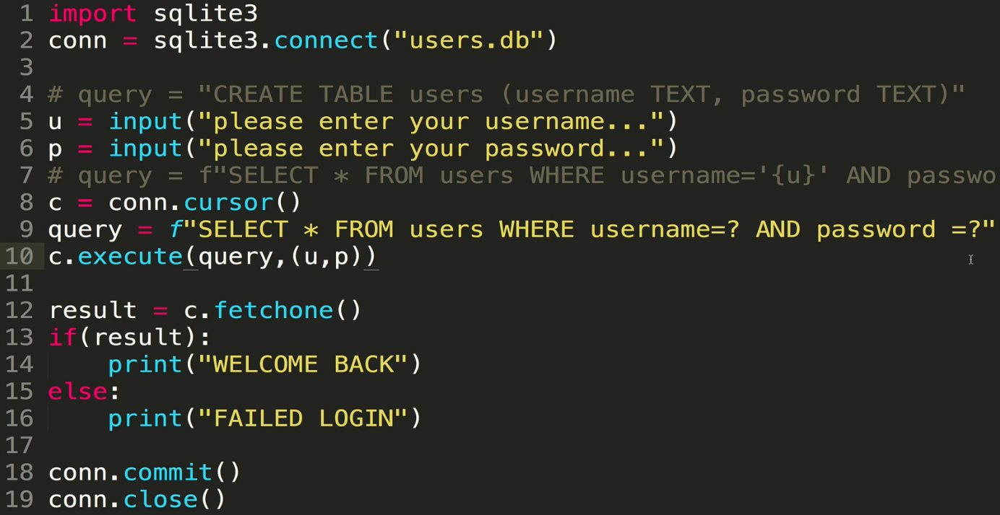 1 import sqlite3
2 conn = sqlite3.connect("users.db")
3
4 # query = "CREATE TABLE users (username TEXT, password TEXT)"
5 u = input("please enter your username...")
6 p = input("please enter your password...")
7 # query = f"SELECT * FROM users WHERE username='{u}' AND passwo
8 c = conn.cursor()
9 query = f"SELECT * FROM users WHERE username=? AND password =?"
10 c.execute(query,(u,p))
11
12 result = c.fetchone()
13 if(result):
14     print("WELCOME BACK")
15 else:
16     print("FAILED LOGIN")
17
18 conn.commit()
19 conn.close()